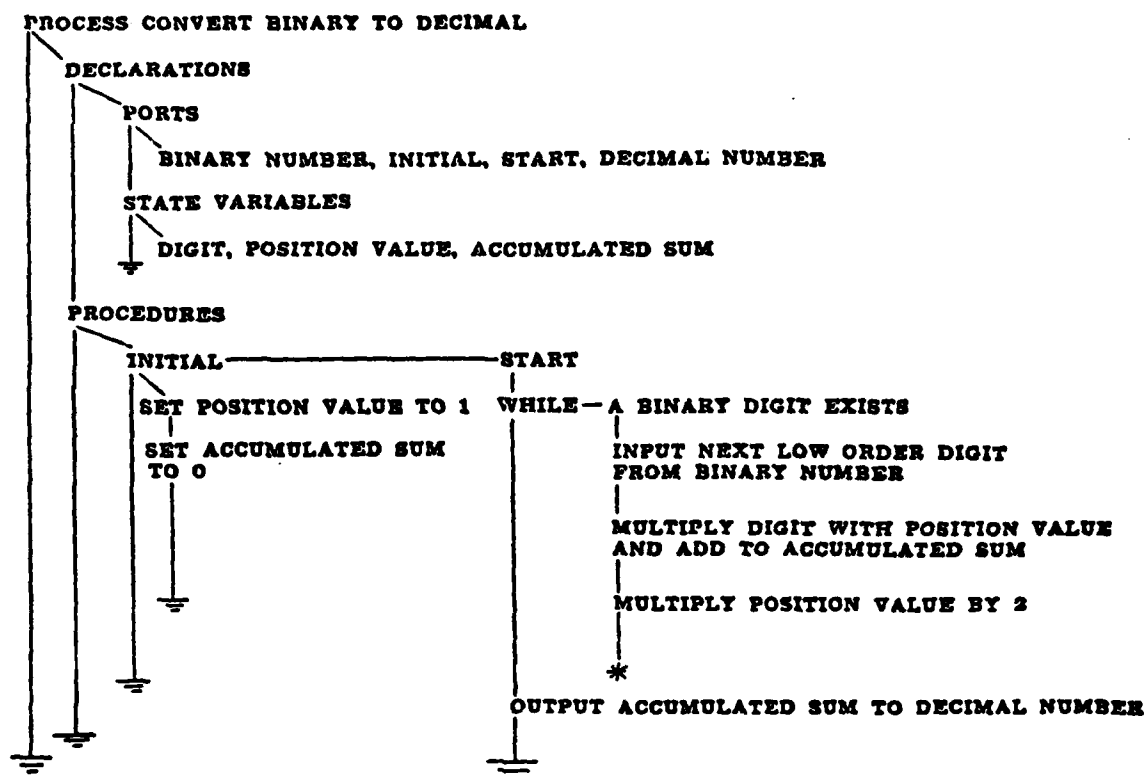 PROCESS CONVERT BINARY TO DECIMAL
DECLARATIONS
PORTS
BINARY NUMBER, INITIAL, START, DECIMAL NUMBER
STATE VARIABLES
DIGIT, POSITION VALUE, ACCUMULATED SUM
PROCEDURES
INITIAL
START
SET POSITION VALUE TO 1
WHILE
A BINARY DIGIT EXISTS
SET ACCUMULATED SUM
TO 0
INPUT NEXT LOW ORDER DIGIT
FROM BINARY NUMBER
MULTIPLY DIGIT WITH POSITION VALUE
AND ADD TO ACCUMULATED SUM
MULTIPLY POSITION VALUE BY 2
*
OUTPUT ACCUMULATED SUM TO DECIMAL NUMBER